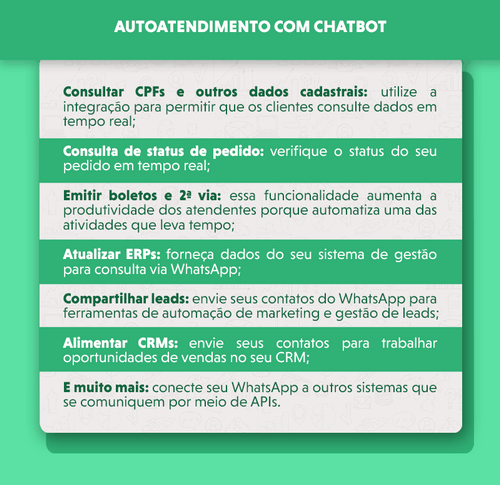 AUTOATENDIMENTO COM CHATBOT
Consultar CPFs e outros dados cadastrais: utilize a
integração para permitir que os clientes consulte dados em
tempo real;
Consulta de status de pedido: verifique o status do seu
pedido em tempo real;
Emitir boletos e 2ª via: essa funcionalidade aumenta a
produtividade dos atendentes porque automatiza uma das
atividades que leva tempo;
Atualizar ERPs: forneça dados do seu sistema de gestão
para consulta via WhatsApp;
Compartilhar leads: envie seus contatos do WhatsApp para
ferramentas de automação de marketing e gestão de leads;
Alimentar CRMs: envie seus contatos para trabalhar
oportunidades de vendas no seu CRM;
E muito mais: conecte seu WhatsApp a outros sistemas que
se comuniquem por meio de APIs.